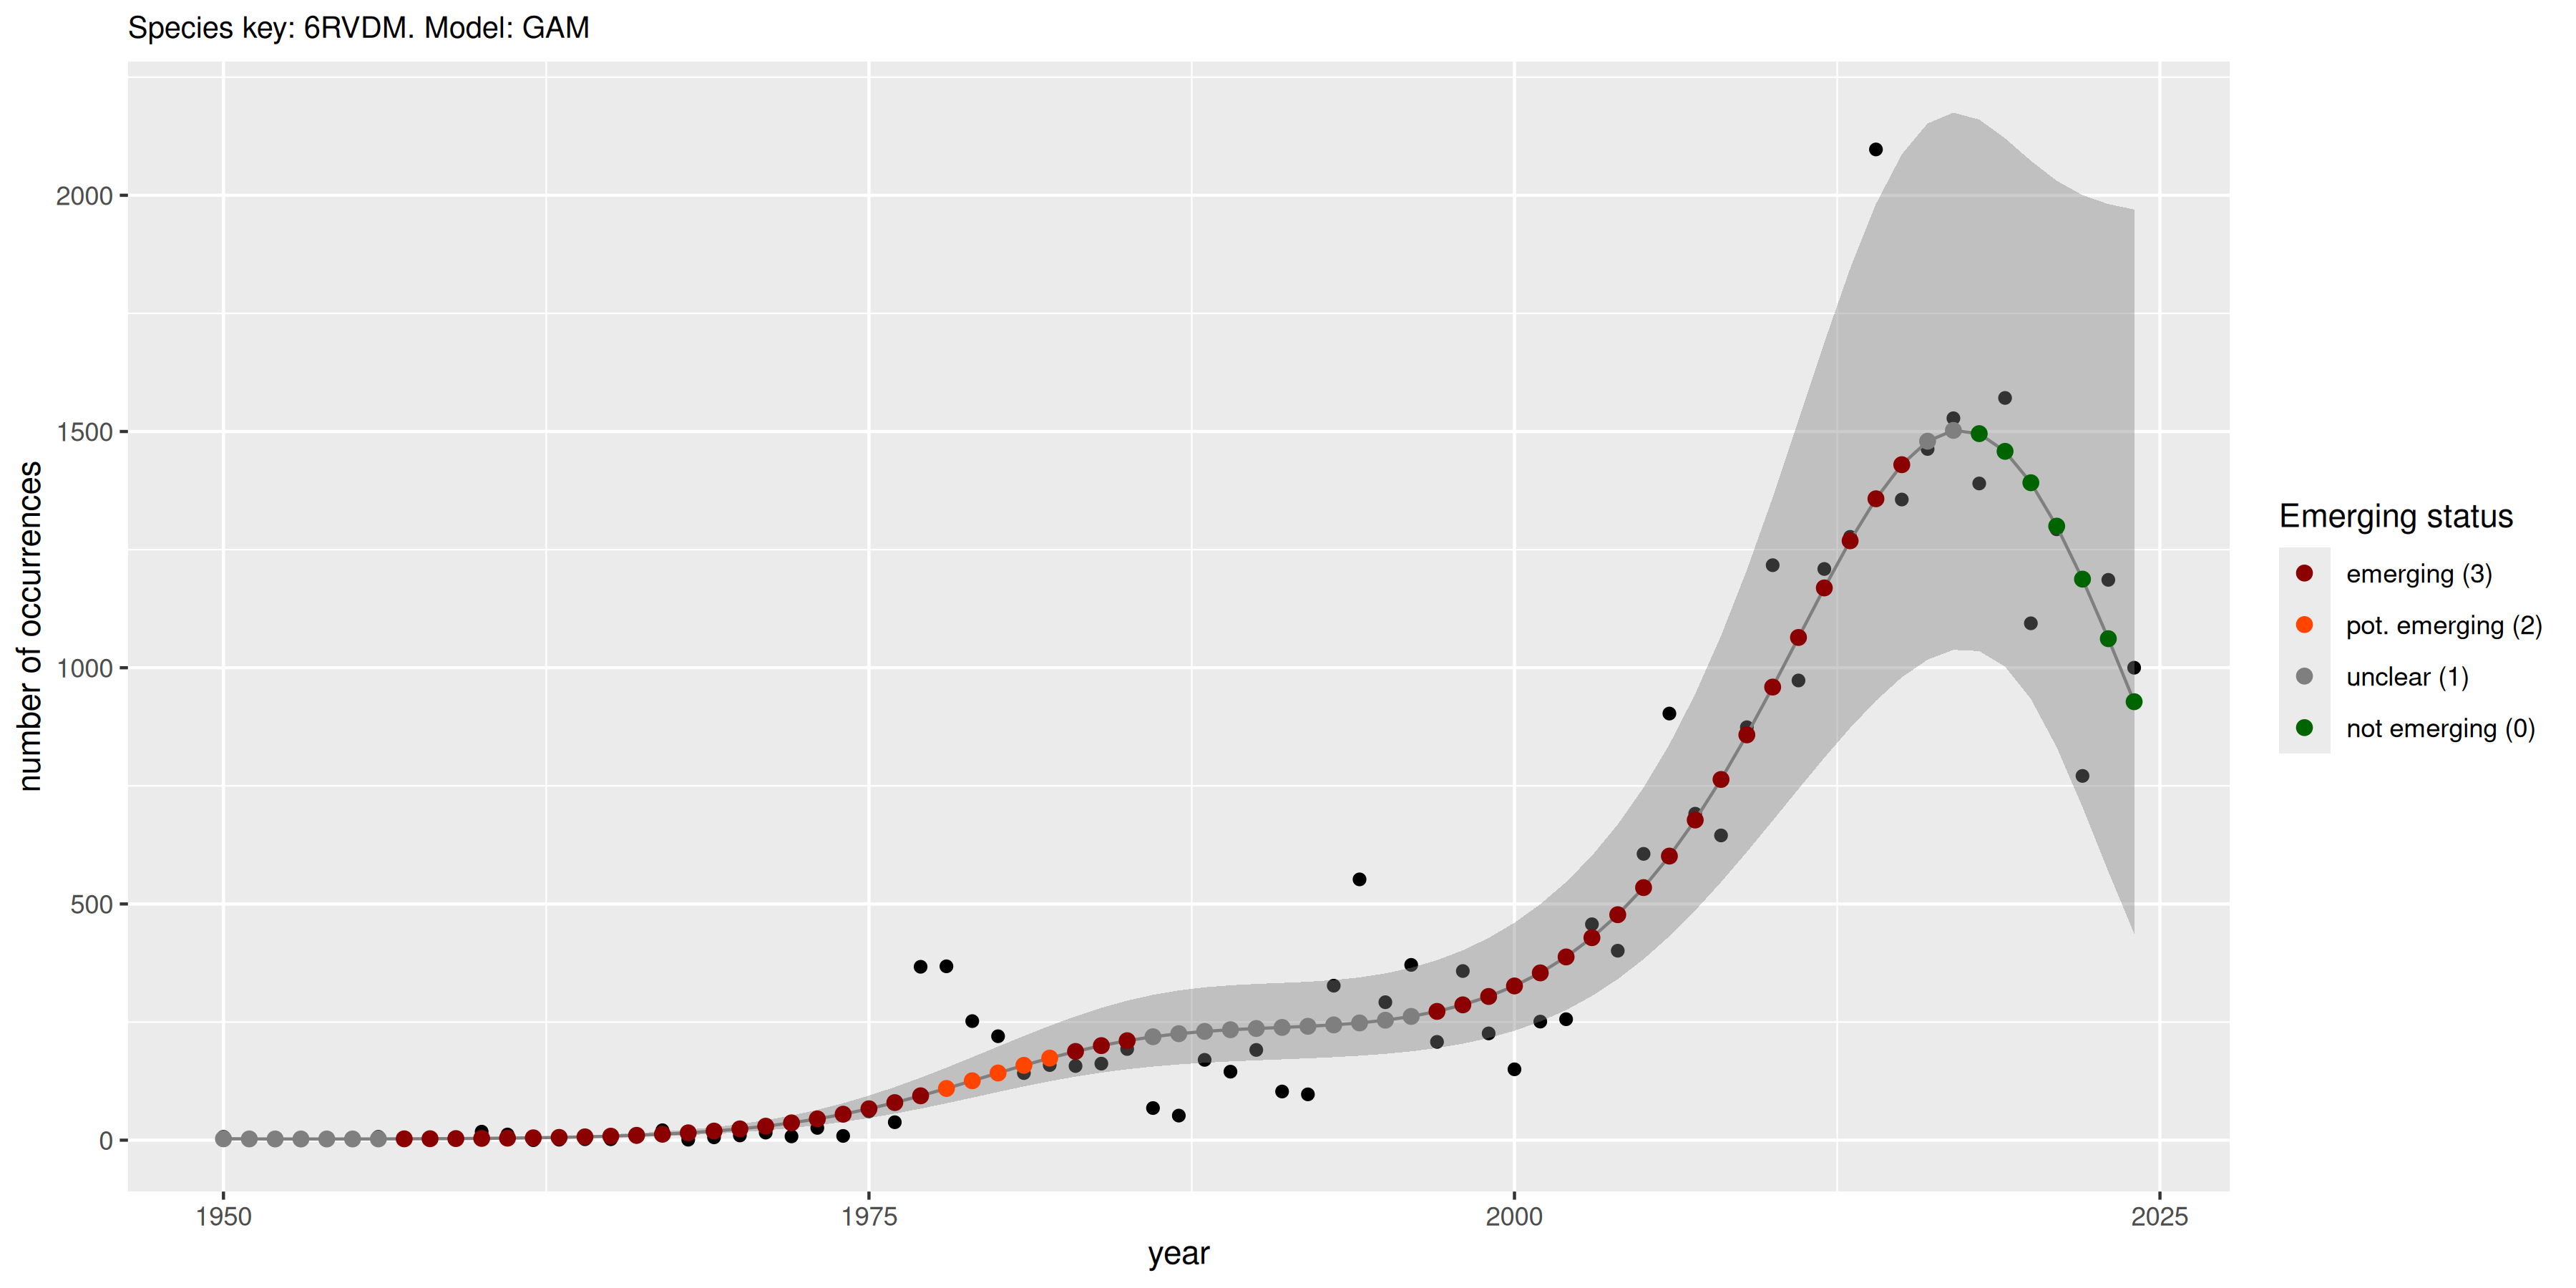 Species key: 6RVDM. Model: GAM
number of occurrences
2000
1500
1000
500
0
1950
1975
2000
2025
year
Emerging status
emerging (3)
pot. emerging (2)
unclear (1)
not emerging (0)